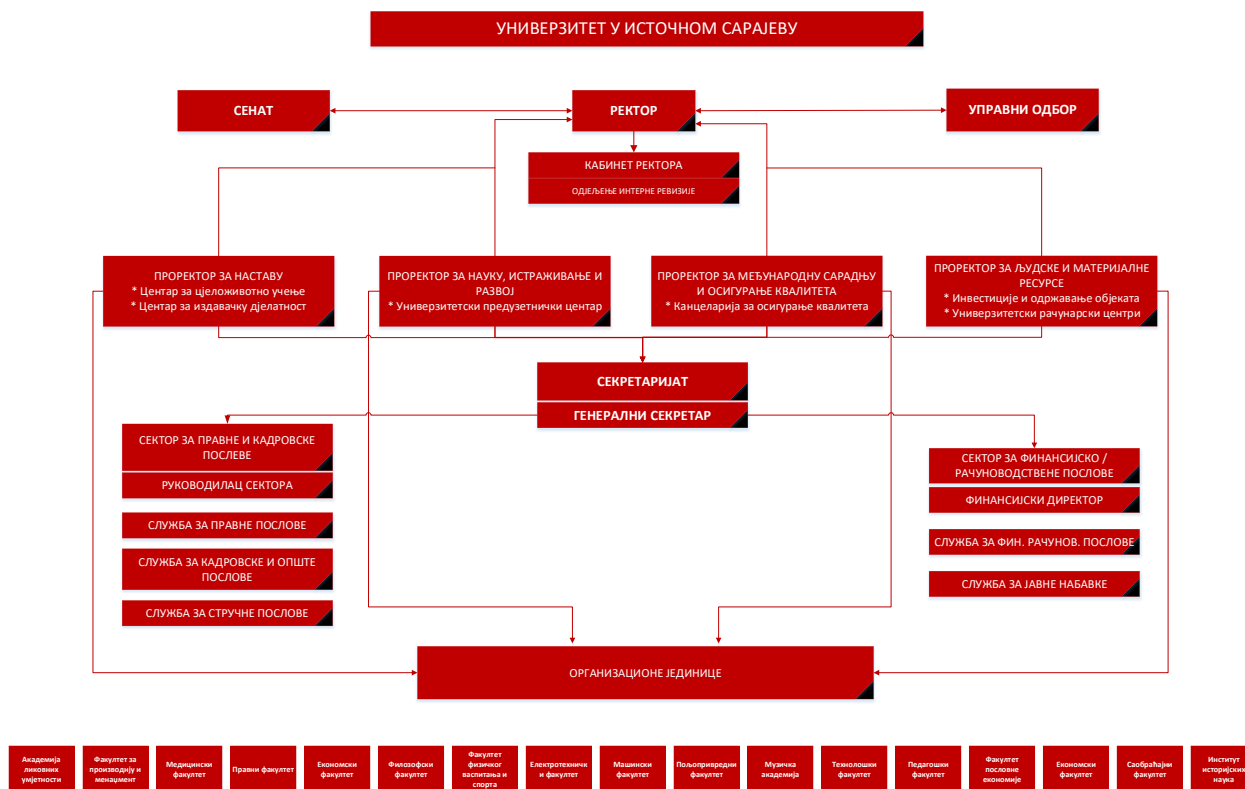 УНИВЕРЗИТЕТ У ИСТОЧНОМ САРАЈЕВУ
СЕНАТ
РЕКТОР
УПРАВНИ ОДБОР
КАБИНЕТ РЕКТОРА
ОДЈЕЉЕЊЕ ИНТЕРНЕ РЕВИЗИЈЕ
ПРОРЕКТОР ЗА НАСТАВУ
* Центар за цјеложивотно учење
* Центар за издавачку дјелатност
ПРОРЕКТОР ЗА НАУКУ, ИСТРАЖИВАЊЕ И
РАЗВОЈ
* Универзитетски предузетнички центар
ПРОРЕКТОР ЗА МЕЂУНАРОДНУ САРАДЊУ
И ОСИГУРАЊЕ КВАЛИТЕТА
* Канцеларија за осигурање квалитета
ПРОРЕКТОР ЗА ЉУДСКЕ И МАТЕРИЈАЛНЕ
РЕСУРСЕ
* Инвестиције и одржавање објеката
* Универзитетски рачунарски центри
СЕКРЕТАРИЈАТ
ГЕНЕРАЛНИ СЕКРЕТАР
СЕКТОР ЗА ПРАВНЕ И КАДРОВСКЕ
ПОСЛЕВЕ
РУКОВОДИЛАЦ СЕКТОРА
СЛУЖБА ЗА ПРАВНЕ ПОСЛОВЕ
СЛУЖБА ЗА КАДРОВСКЕ И ОПШТЕ
ПОСЛОВЕ
СЛУЖБА ЗА СТРУЧНЕ ПОСЛОВЕ
СЕКТОР ЗА ФИНАНСИЈСКО /
РАЧУНОВОДСТВЕНЕ ПОСЛОВЕ
ФИНАНСИЈСКИ ДИРЕКТОР
СЛУЖБА ЗА ФИН. РАЧУНОВ. ПОСЛОВЕ
СЛУЖБА ЗА ЈАВНЕ НАБАВКЕ
ОРГАНИЗАЦИОНЕ ЈЕДИНИЦЕ
Академија
ликовних
умјетности
Факултет за
производњу и
менаџмент
Медицински
факултет
Правни факултет
Економски
факултет
Филозофски
факултет
Факултет
физичког
васпитања и
спорта
Електротехничк
и факултет
Машински
факултет
Пољопривредни
факултет
Музичка
академија
Технолошки
факултет
Педагошки
факултет
Факултет
пословне
економије
Економски
факултет
Саобраћајни
факултет
Институт
историјских
наука